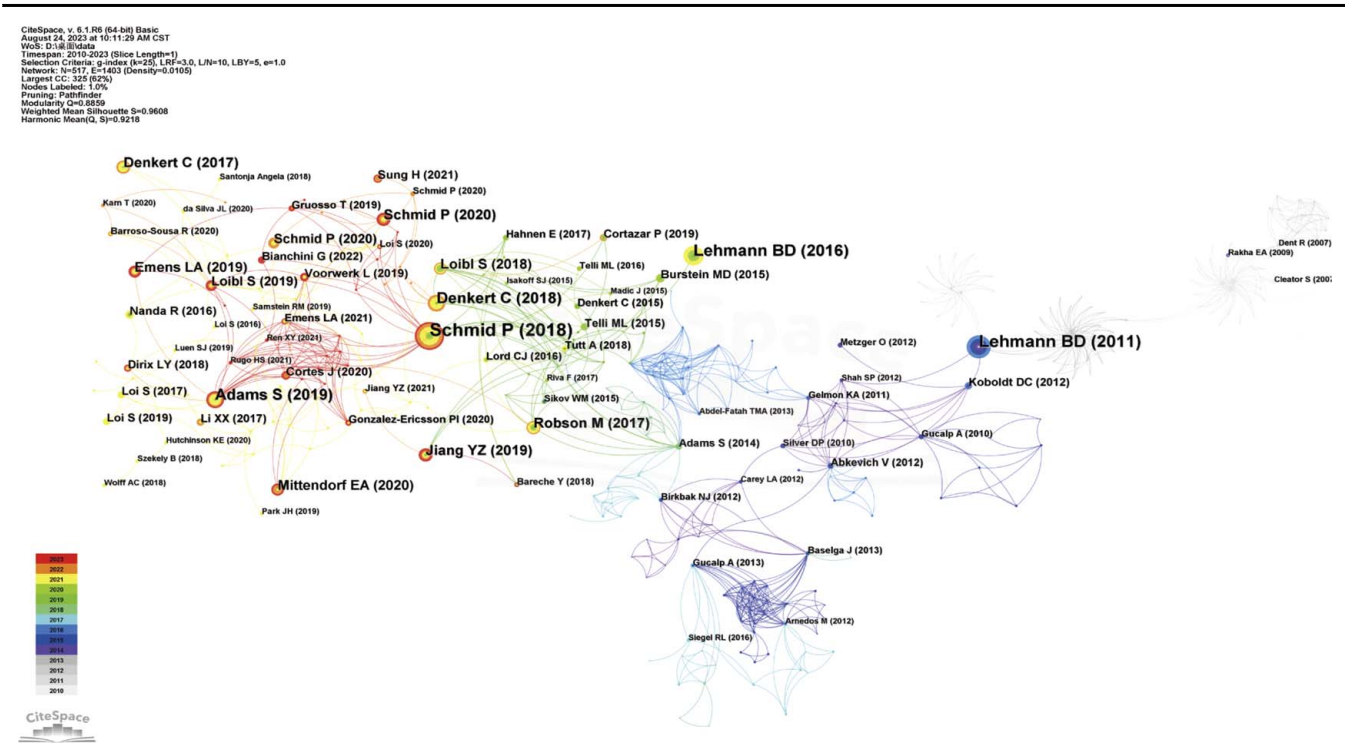 CiteSpace, v. 6.1.R6 (64-bit) Basic
August 24, 2023 at 10:11:29 AM CST
WoS: D:\桌面\data
Timespan: 2010-2023 (Slice Length=1)
Selection Criteria: g-index (k=25), LRF=3.0, L/N=10, LBY=5, e=1.0
Network: N=517, E=1403 (Density=0.0105)
Largest CC: 325 (62%)
Nodes Labeled: 1.0%
Pruning: Pathfinder
Modularity Q=0.8859
Weighted Mean Silhouette S=0.9608
Harmonic Mean(Q, S)=0.9218
Denkert C (2017)
Santonja Angela (2018)
Sung H (2021)
Schmid P (2020)
Kam T (2020)
da Silva JL (2020)
Gruosso T (2019)
Schmid P (2020)
Barroso-Sousa R (2020)
Schmid P (2020)
Loi S (2020)
Hahnen E (2017)
Cortazar P (2019)
Dent R (2007)
Bianchini G (2022)
Lehmann BD (2016)
Rakha EA (2009)
Emens LA (2019)
Loibl S (2019)
Voorwerk L (2019)
Loibl S (2018)
Telli ML (2016)
Burstein MD (2015)
Isakoff SJ (2015)
Cleator S (200
Madic J (2015)
Nanda R (2016)
Samstein RM (2019)
Denkert C (2018)
Denkert C (2015)
Loi S (2016)
Emens LA (2021)
Schmid P (2018)
Telli ML (2015)
Ren XY (2021)
Luen SJ (2019)
Tutt A (2018)
Metzger O (2012)
Lehmann BD (2011)
Dirix LY (2018)
Rugo HS (2021)
Cortes J (2020)
Lord CJ (2016)
Riva F (2017)
Shah SP (2012)
Koboldt DC (2012)
Loi S (2017)
Adams S (2019)
Jiang YZ (2021)
Sikov WM (2015)
Gelmon KA (2011)
Loi S (2019)
Li XX (2017)
Gonzalez-Ericsson PI (2020)
Robson M (2017)
Abdel-Fatah TMA (2013)
Hutchinson KE (2020)
Adams S (2014)
Silver DP (2010)
Gucalp A (2010)
Szekely B (2018)
Jiang YZ (2019)
Abkevich V (2012)
Wolff AC (2018)
Mittendorf EA (2020)
Bareche Y (2018)
Carey LA (2012)
Birkbak NJ (2012)
Park JH (2019)
Baselga J (2013)
Gucalp A (2013)
Arnedos M (2012)
Siegel RL (2016)
2023
2022
2021
2020
2019
2018
2017
2016
2015
2014
2013
2012
2011
2010
CiteSpace